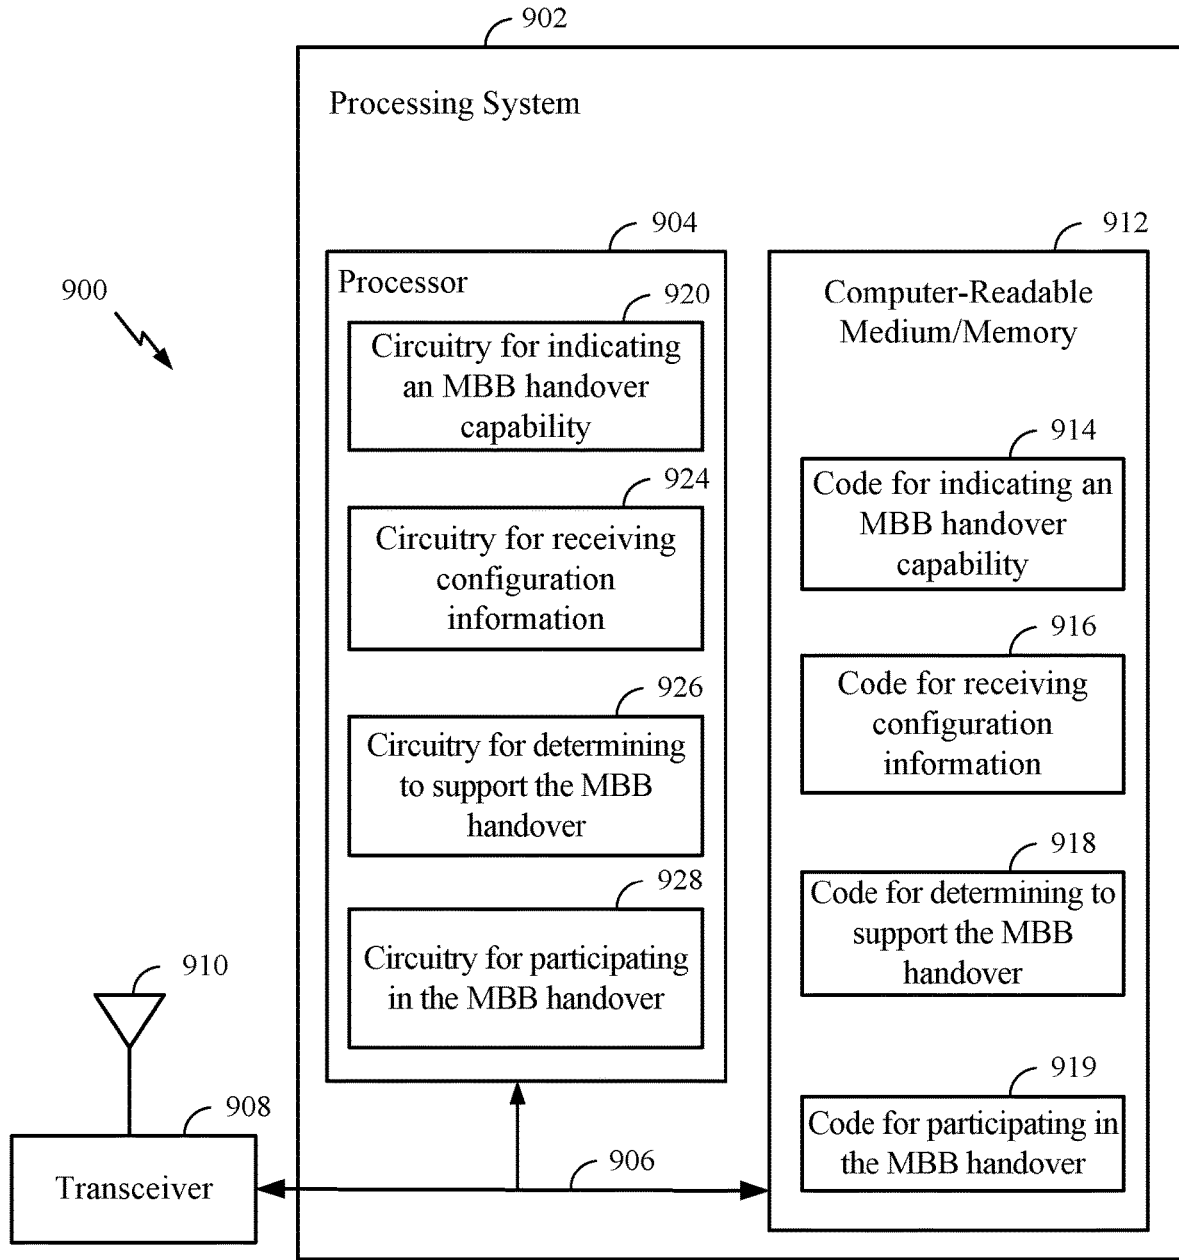 902
Processing System
904
912
900
Processor
920
Circuitry for indicating
an MBB handover
capability
924
Circuitry for receiving
configuration
information
926
Circuitry for determining
to support the MBB
handover
928
Circuitry for participating
in the MBB handover
Computer-Readable
Medium/Memory
914
Code for indicating an
MBB handover
capability
916
Code for receiving
configuration
information
918
Code for determining to
support the MBB
handover
919
Code for participating in
the MBB handover
910
908
Transceiver
906